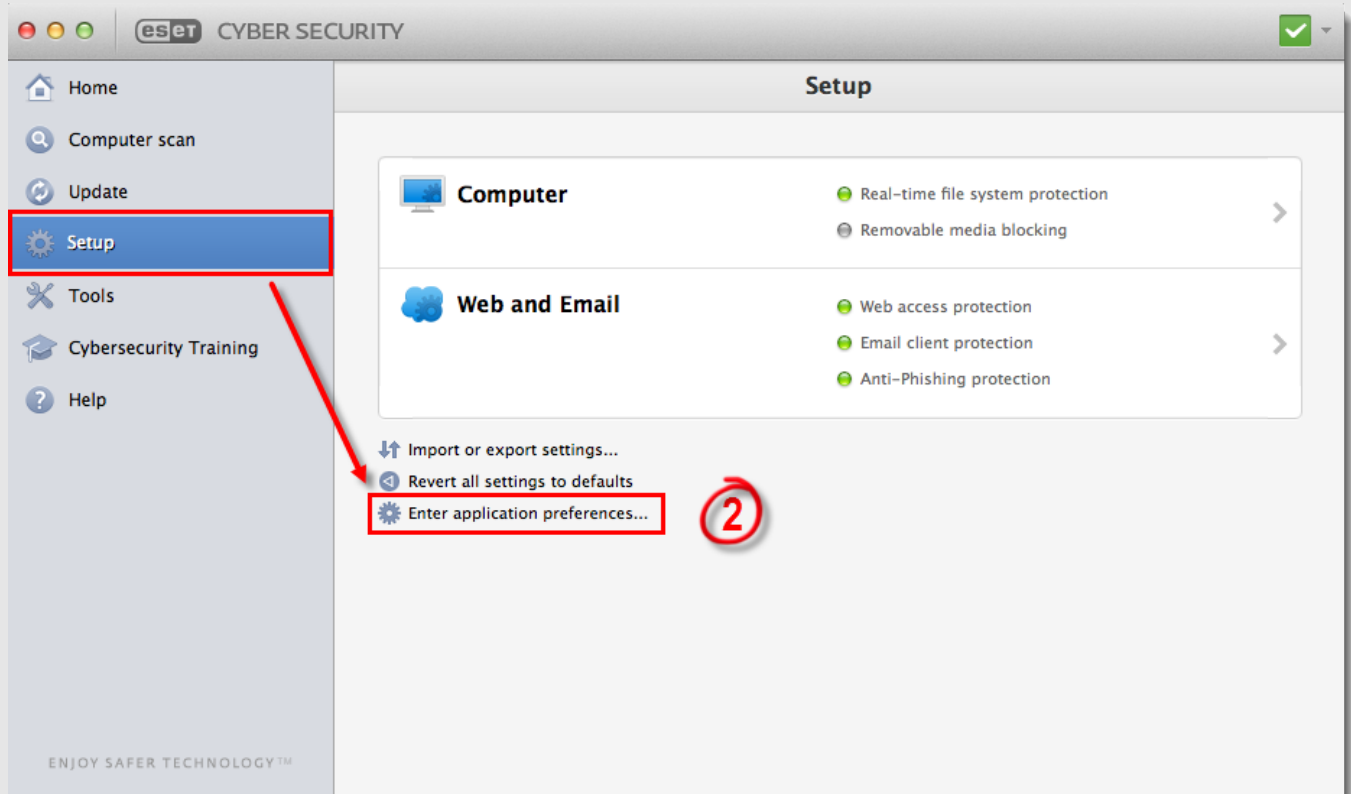 eseT CYBER SECURITY
Home
Computer scan
Update
Setup
Tools
Cybersecurity Training
Help
ENJOY SAFER TECHNOLOGY™
Setup
Computer
Real-time file system protection
Removable media blocking
Web and Email
Web access protection
Email client protection
Anti-Phishing protection
Import or export settings...
Revert all settings to defaults
Enter application preferences...
2